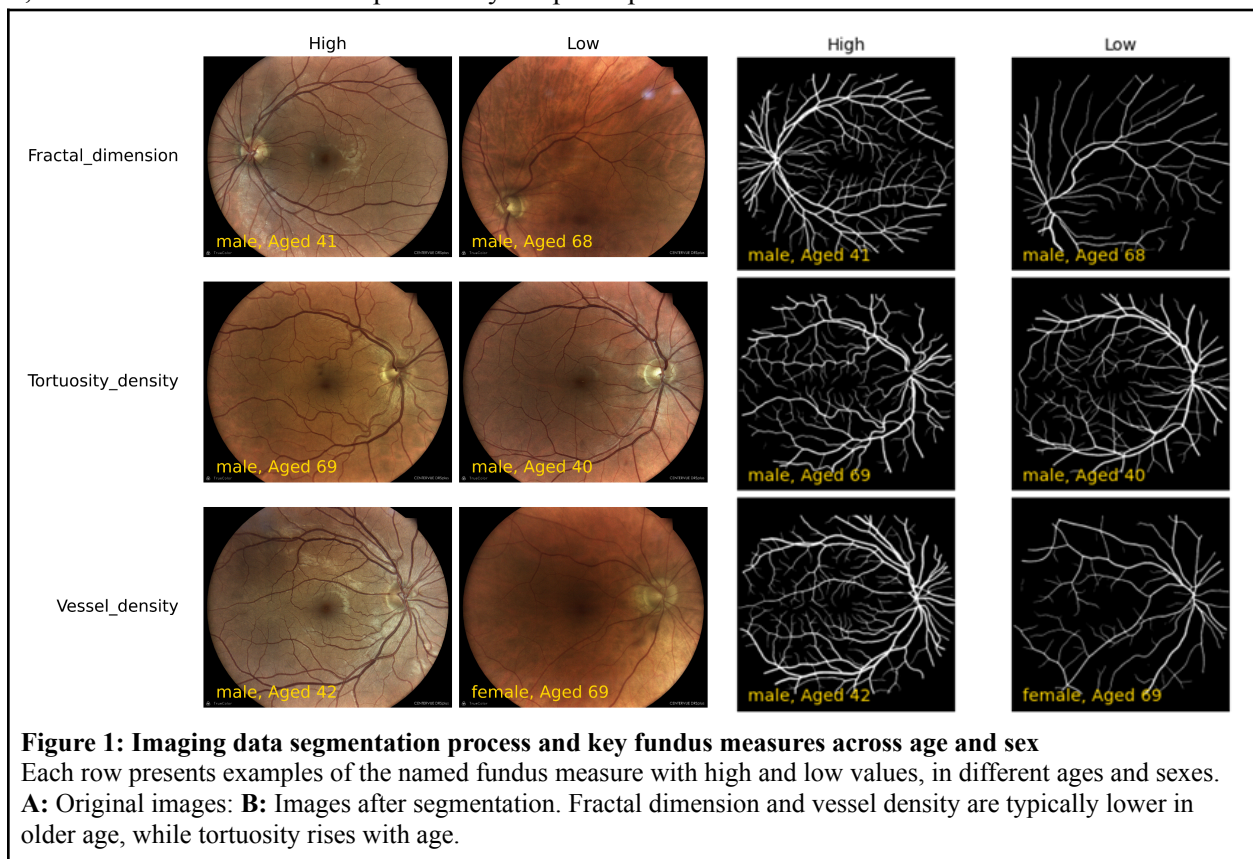 High Low High Low
Fractal_dimension
male, Aged 41 male, Aged 68 male, Aged 41 male, Aged 68
Tortuosity_density
male, Aged 69 male, Aged 40 male, Aged 69 male, Aged 40
Vessel_density
male, Aged 42 female, Aged 69 male, Aged 42 female, Aged 69
Figure 1: Imaging data segmentation process and key fundus measures across age and sex
Each row presents examples of the named fundus measure with high and low values, in different ages and sexes.
A: Original images: B: Images after segmentation. Fractal dimension and vessel density are typically lower in
older age, while tortuosity rises with age.